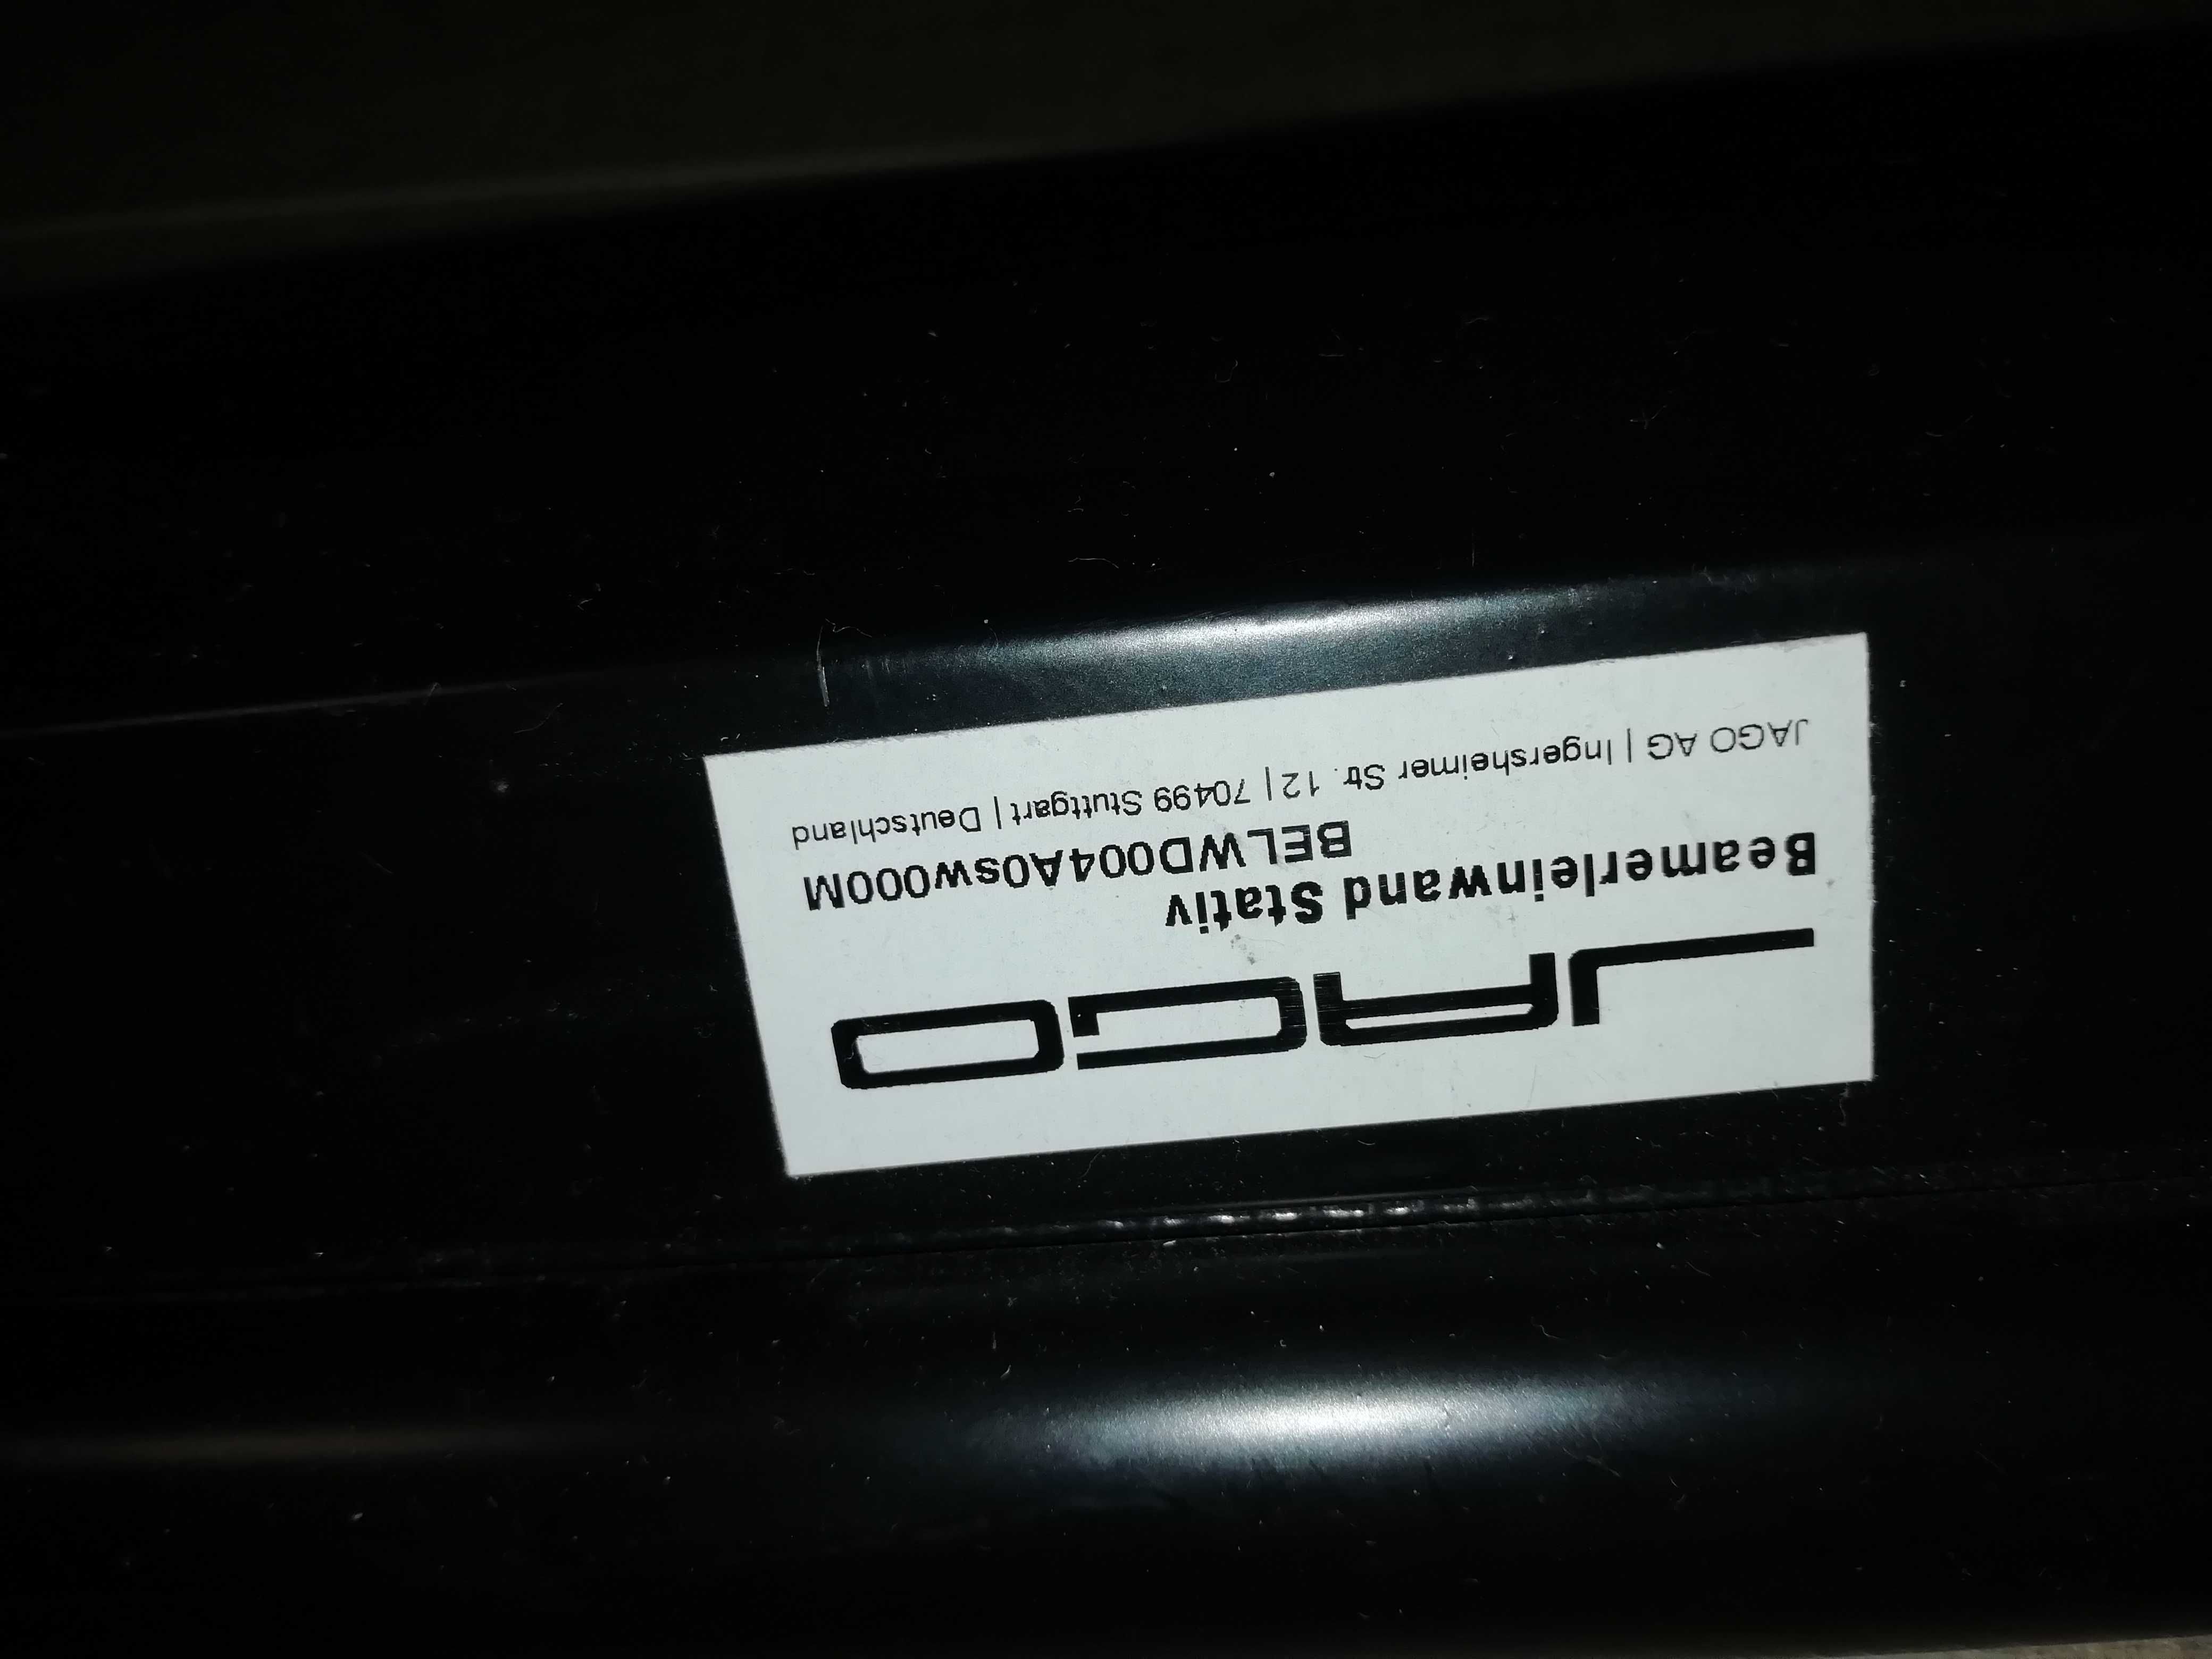 JAGO
Beamerleinwand Stativ
BELWD004A0sw000M
JAGO AG | Ingersheimer Str. 12 | 70499 Stuttgart | Deutschland